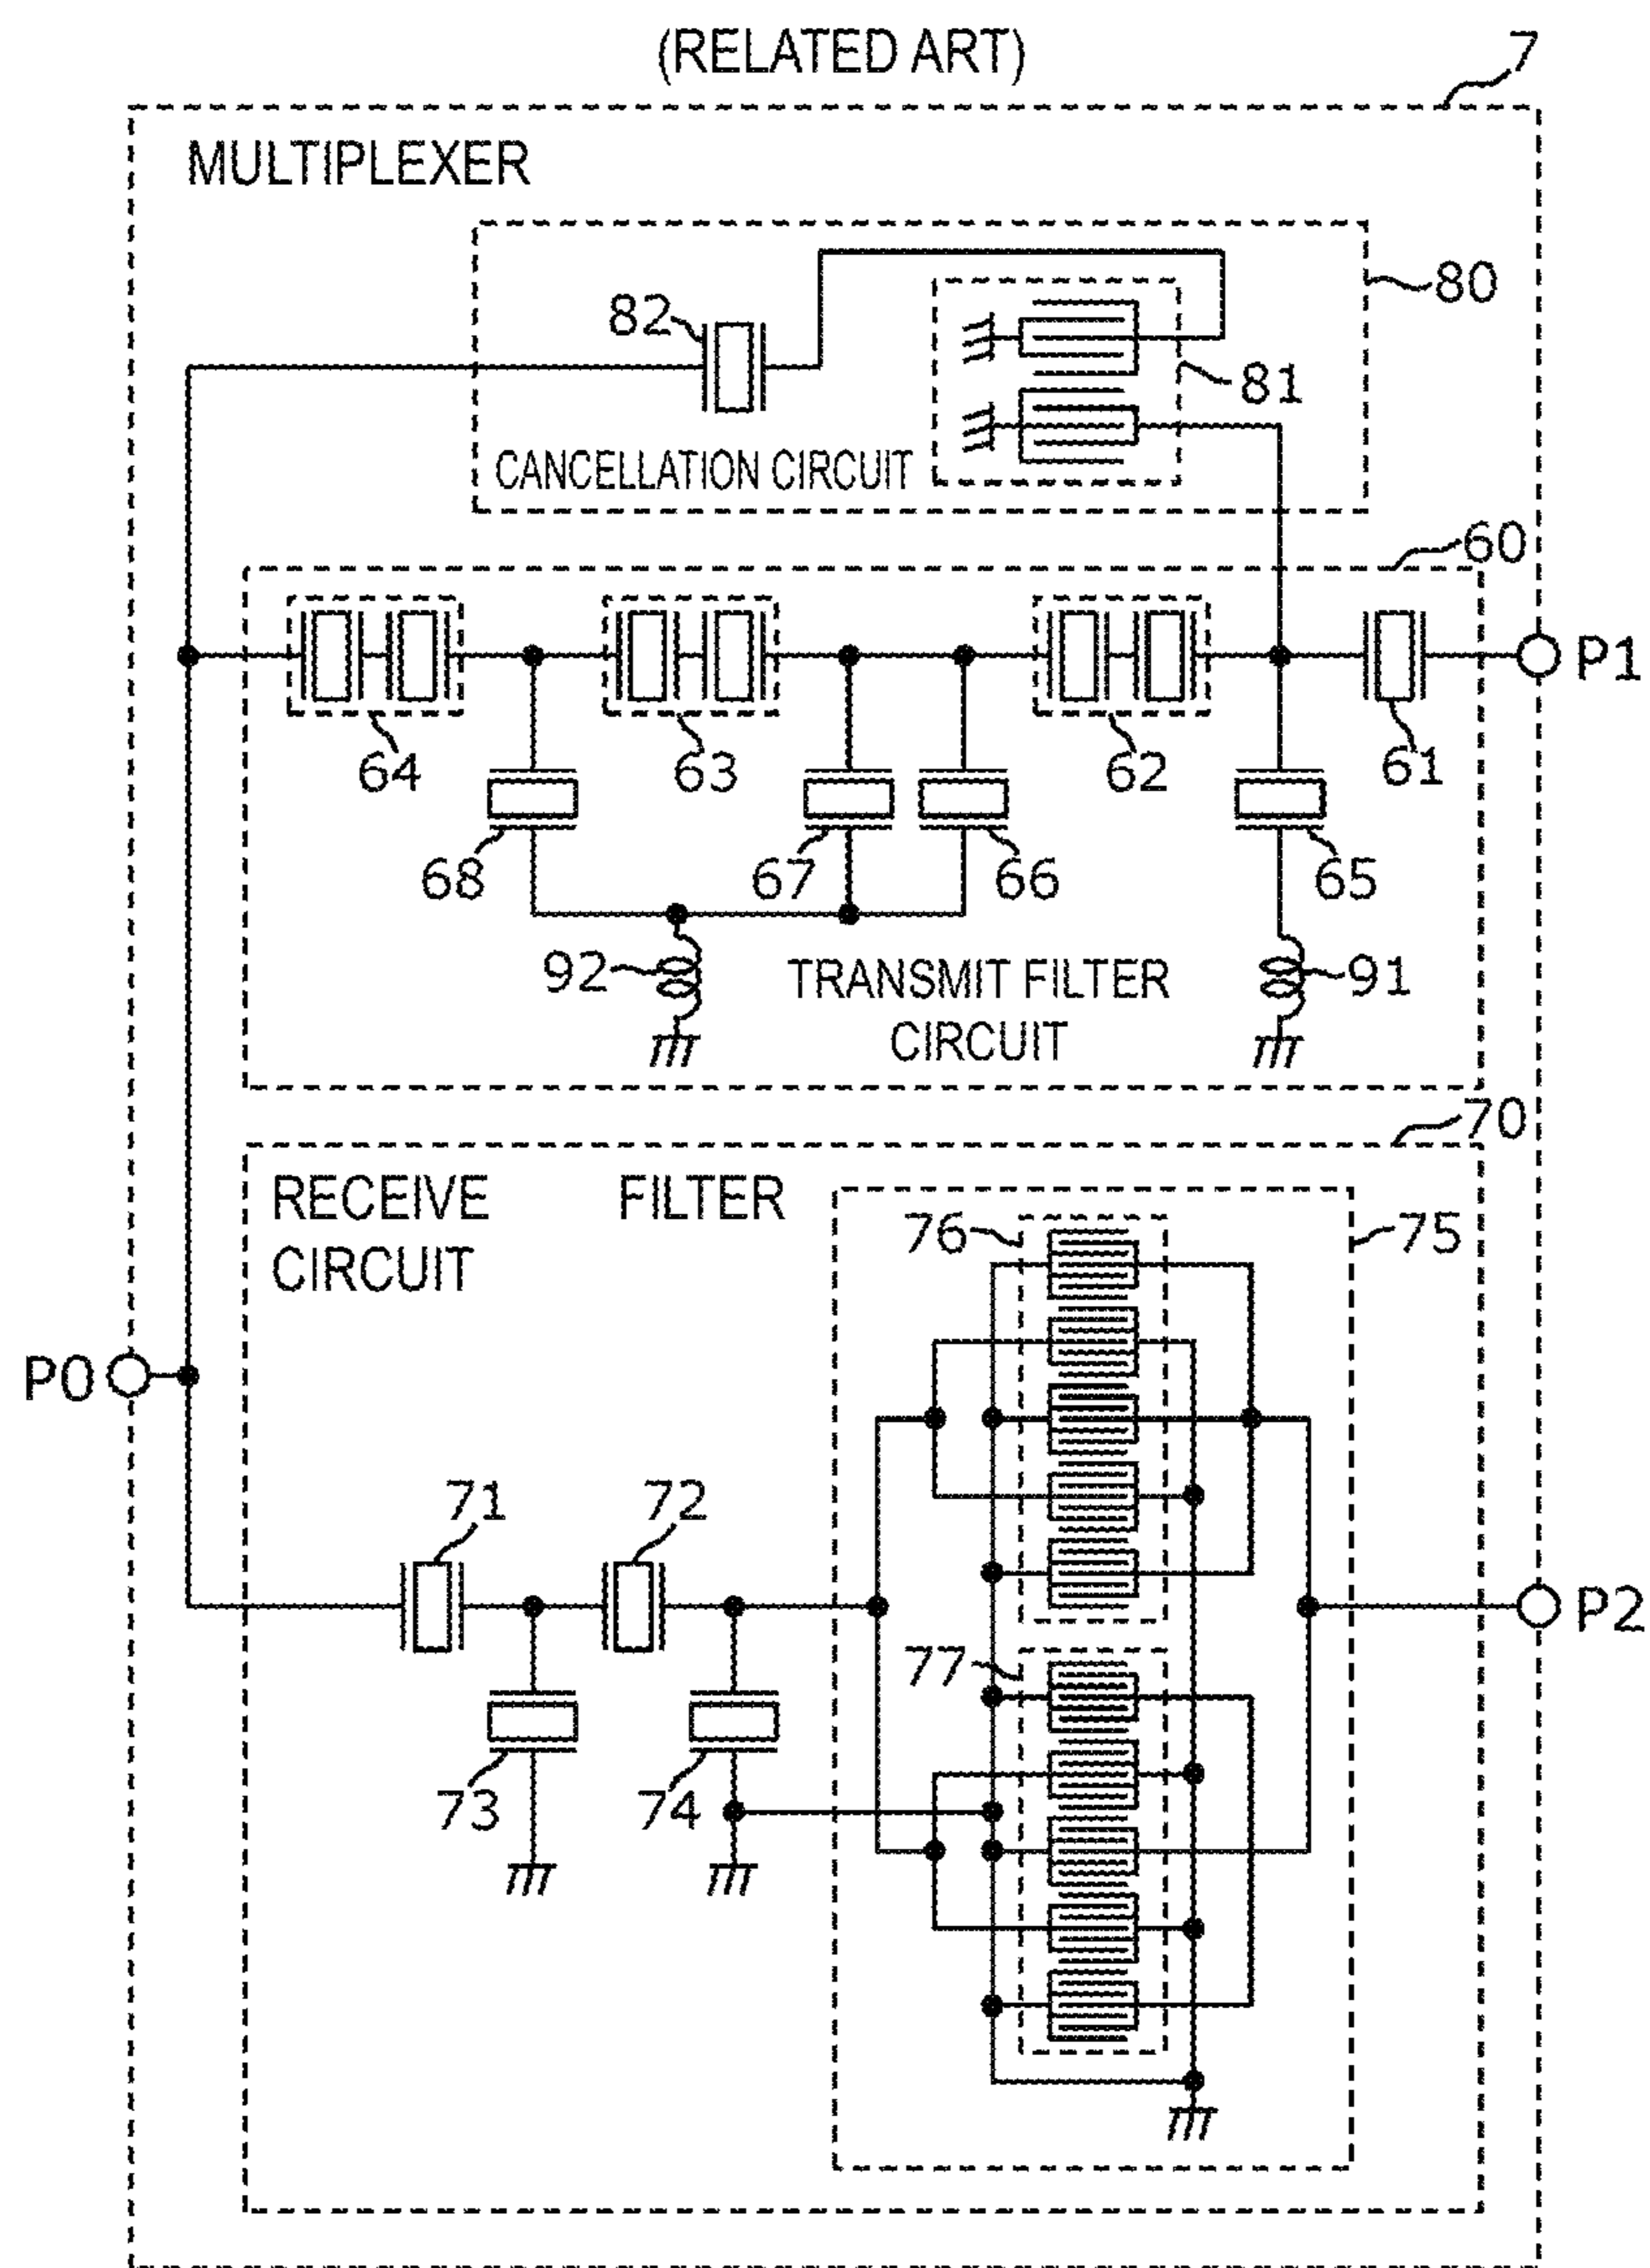 (RELATED ART)
7
MULTIPLEXER
80
82
81
CANCELLATION CIRCUIT
60
P1
64
63
62
61
68
67
66
65
92
TRANSMIT FILTER
CIRCUIT
91
70
RECEIVE FILTER
CIRCUIT
76
75
P0
71
72
P2
77
73
74